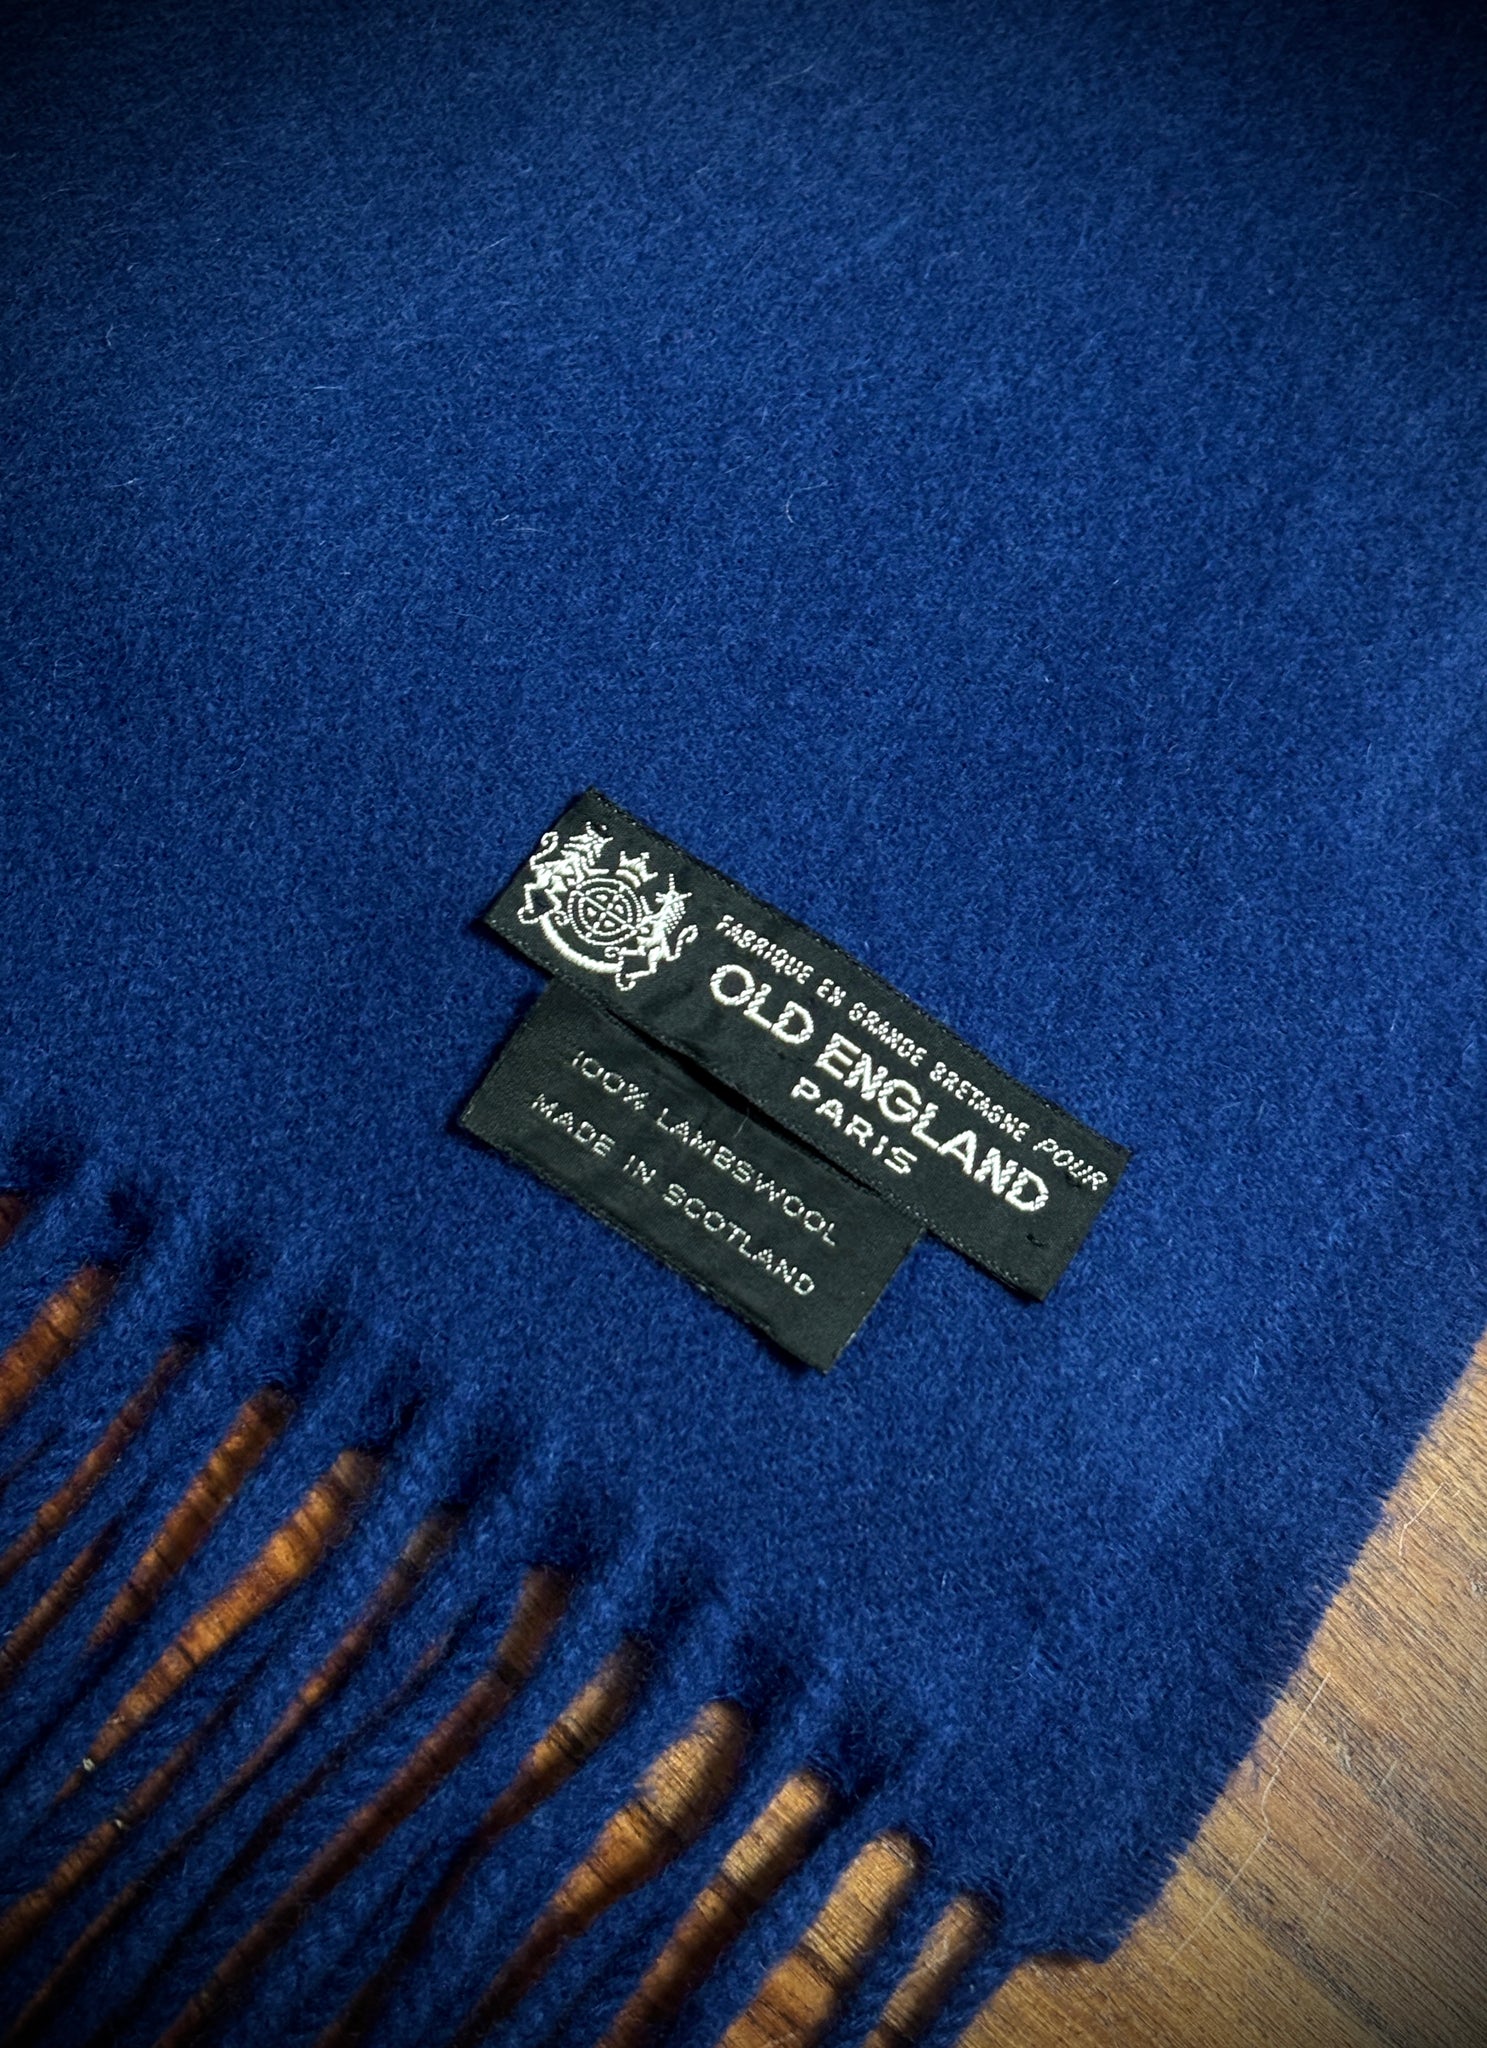 FABRIQUE EN GRANDE BRETAGNE POUR
OLD ENGLAND
PARIS
100% LAMBSWOOL
MADE IN SCOTLAND